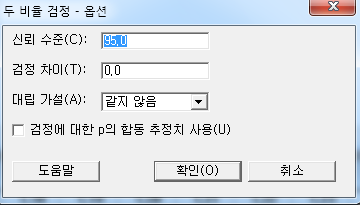 두 비율 검정 - 옵션
신뢰 수준(C): 95,0
검정 차이(T): 0,0
대립 가설(A): 같지 않음
검정에 대한 p의 합동 추정치 사용(U)
도움말 확인(O) 취소